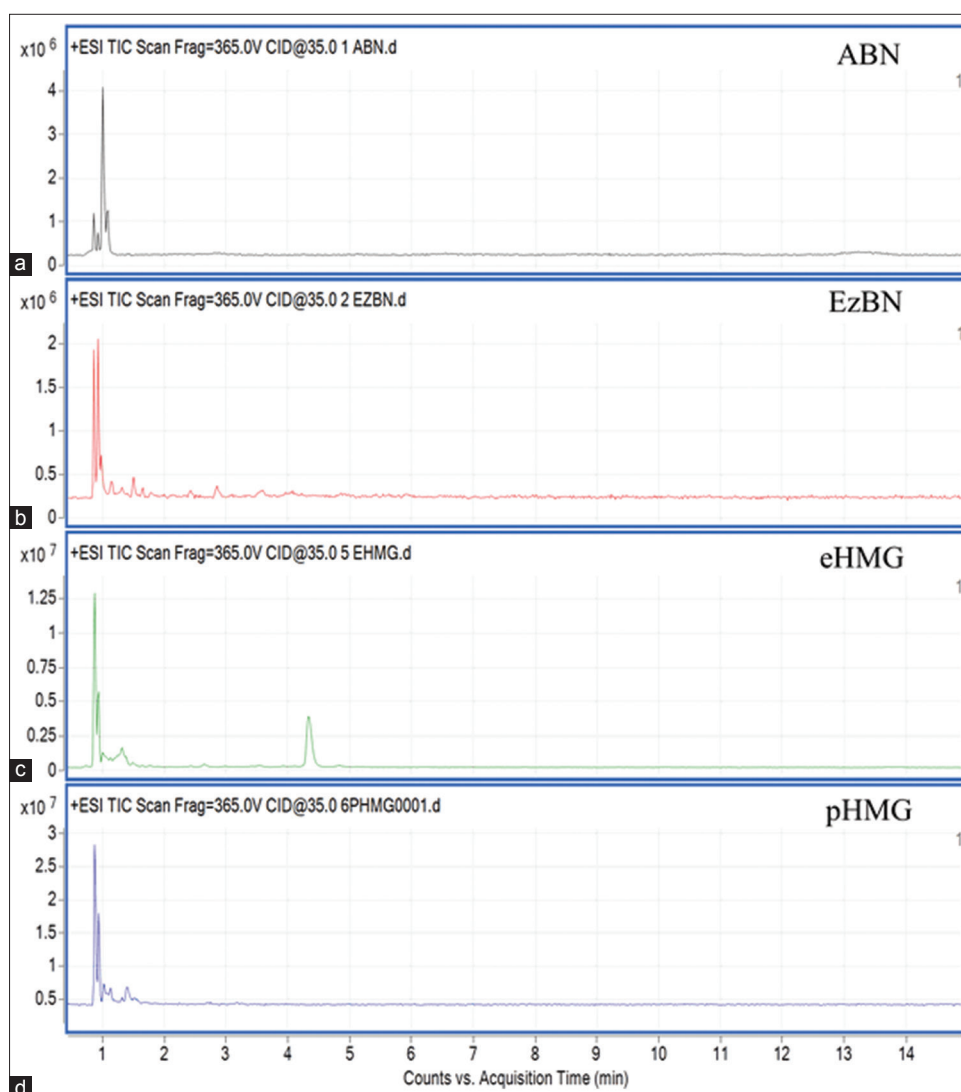 x10 6 +ESI TIC Scan Frag=365.0V CID@35.0 1 ABN.d
ABN
1
4
3
2
1
0
a
x10 6 +ESI TIC Scan Frag=365.0V CID@35.0 2 EZBN.d
EzBN
1
2
1.5
1
0.5
0
b
x10 7 +ESI TIC Scan Frag=365.0V CID@35.0 5 EHMG.d
eHMG
1
1.25
1
0.75
0.5
0.25
0
c
x10 7 +ESI TIC Scan Frag=365.0V CID@35.0 6PHMG0001.d
pHMG
1
3
2.5
2
1.5
1
0.5
d
1 2 3 4 5 6 7 8 9 10 11 12 13 14
Counts vs. Acquisition Time (min)